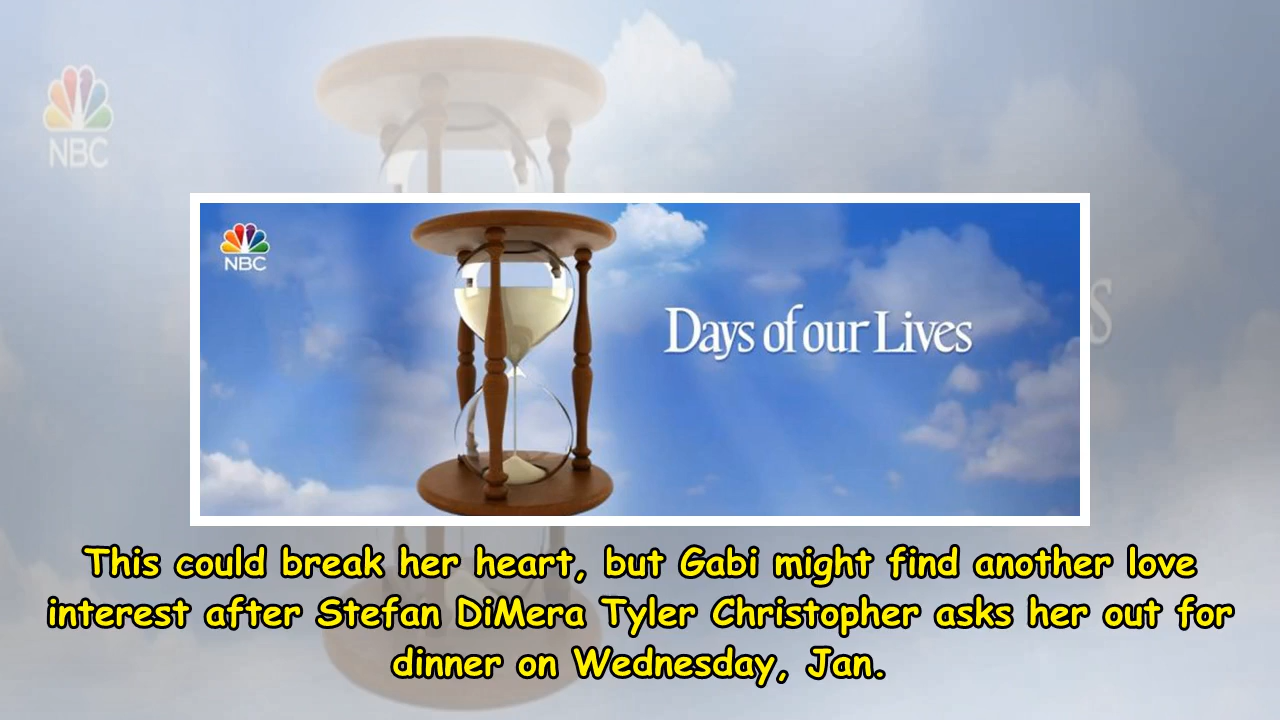 NBC
NBC
Days of our Lives
s
This could break her heart, but Gabi might find another love
interest after Stefan DiMera Tyler Christopher asks her out for
dinner on Wednesday, Jan.